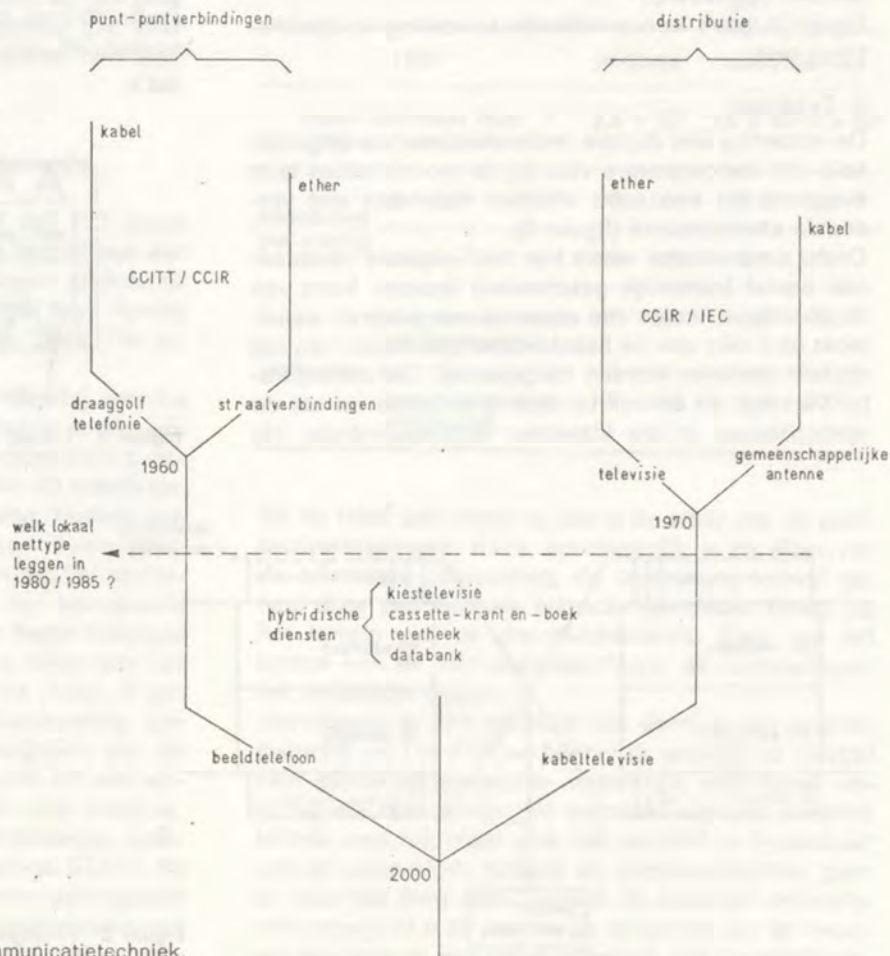 punt-puntverbindingen
distributie
kabel
ether
ether
kabel
CCITT / CCIR
CCIR / IEC
draaggolf
telefonie
straalverbindingen
televisie
gemeenschappelijke
antenne
1960
1970
welk lokaal
nettype
leggen in
1980 / 1985 ?
hybridische
diensten
kiestelevisie
cassette-krant en-boek
teletheek
databank
beeldtelefoon
kabeltelevisie
2000
mmunicatietechniek.